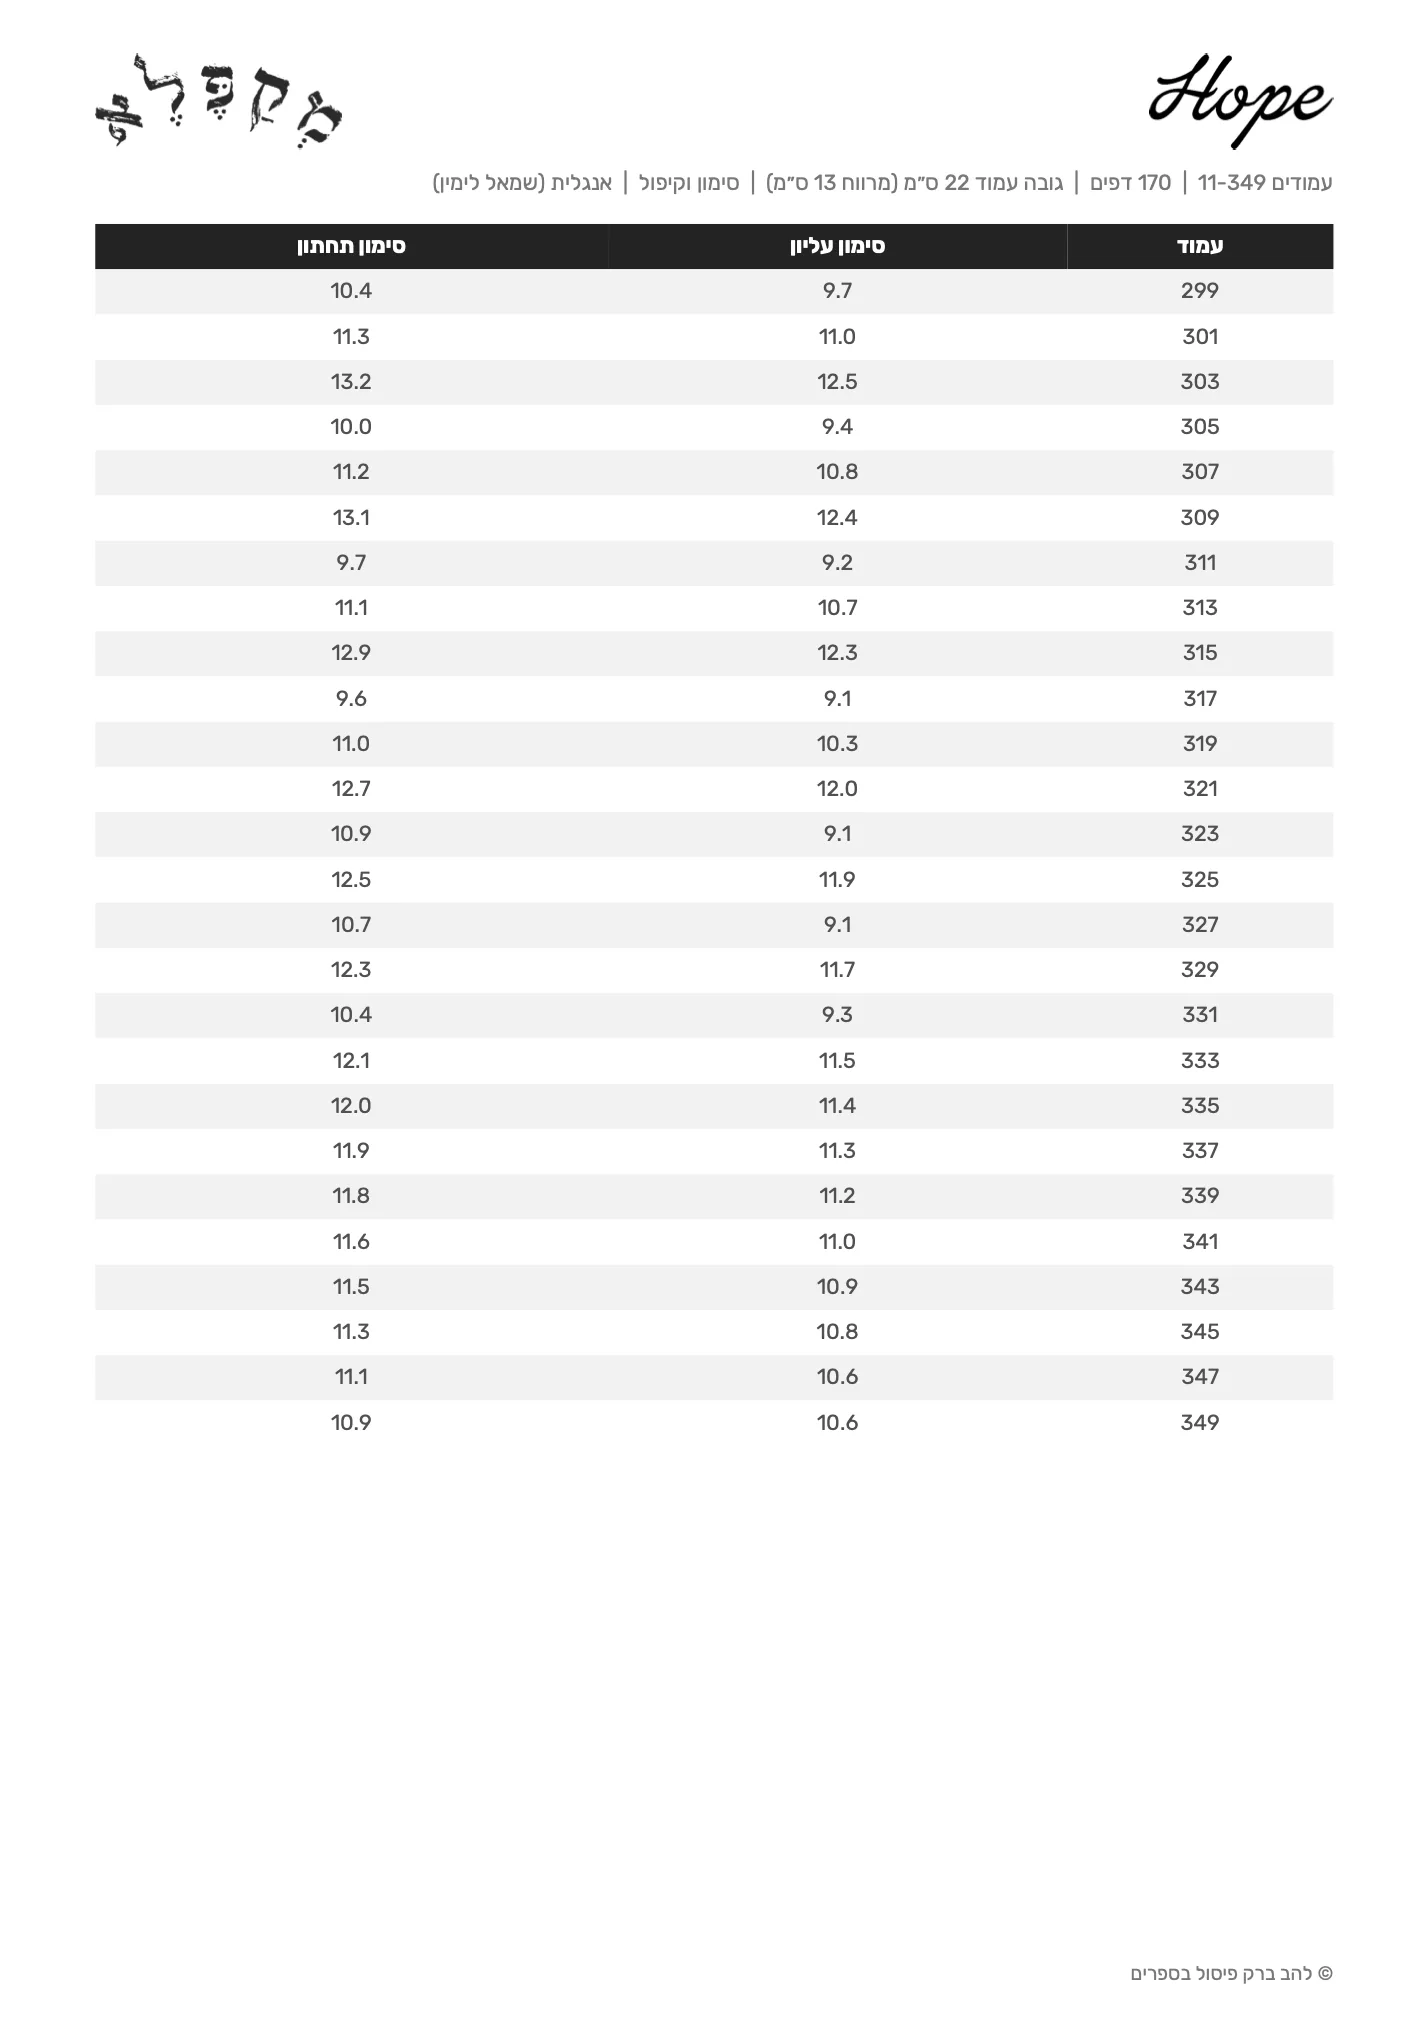 Hope
מְקַפֶּלֶת
עמודים 11-349 | 170 דפים | גובה עמוד 22 ס״מ (מרווח 13 ס״מ) | סימון וקיפול | אנגלית (שמאל לימין)
עמוד סימון עליון סימון תחתון
299 9.7 10.4
301 11.0 11.3
303 12.5 13.2
305 9.4 10.0
307 10.8 11.2
309 12.4 13.1
311 9.2 9.7
313 10.7 11.1
315 12.3 12.9
317 9.1 9.6
319 10.3 11.0
321 12.0 12.7
323 9.1 10.9
325 11.9 12.5
327 9.1 10.7
329 11.7 12.3
331 9.3 10.4
333 11.5 12.1
335 11.4 12.0
337 11.3 11.9
339 11.2 11.8
341 11.0 11.6
343 10.9 11.5
345 10.8 11.3
347 10.6 11.1
349 10.6 10.9
© להב ברק פיסול בספרים